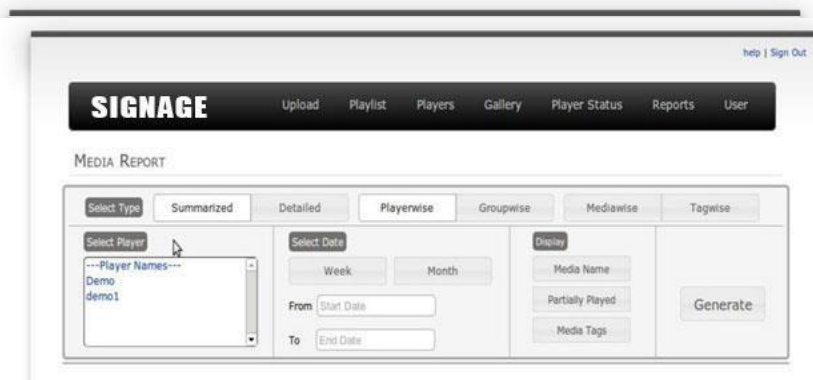 help | Sign Out
SIGNAGE Upload Playlist Players Gallery Player Status Reports User
MEDIA REPORT
Select Type Summarized Detailed Playerwise Groupwise Mediawise Tagwise
Select Player Select Date Display
---Player Names---
Demo
demo1
Week Month
From Start Date
To End Date
Media Name
Partially Played
Media Tags
Generate